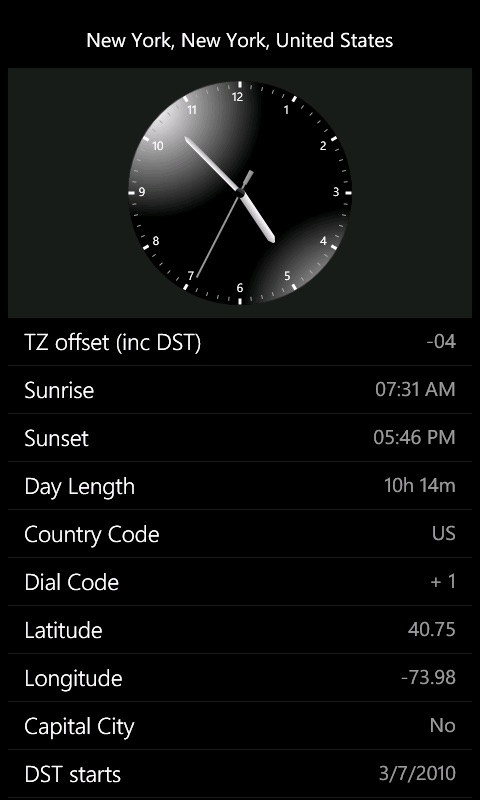 New York, New York, United States
12
11 1
10 2
9 3
8 4
7 5
6
TZ offset (inc DST) -04
Sunrise 07:31 AM
Sunset 05:46 PM
Day Length 10h 14m
Country Code US
Dial Code + 1
Latitude 40.75
Longitude -73.98
Capital City No
DST starts 3/7/2010